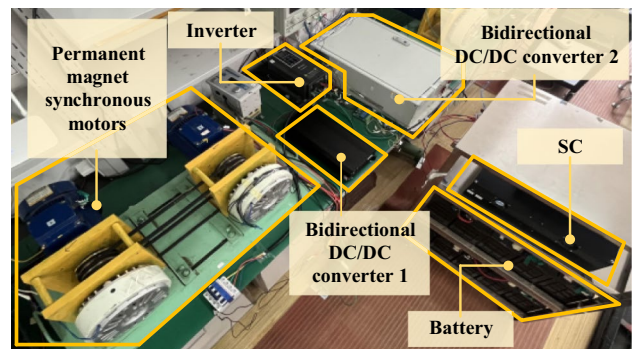 Permanent
magnet
synchronous
motors
Inverter
Bidirectional
DC/DC converter 2
SC
Bidirectional
DC/DC
converter 1
Battery